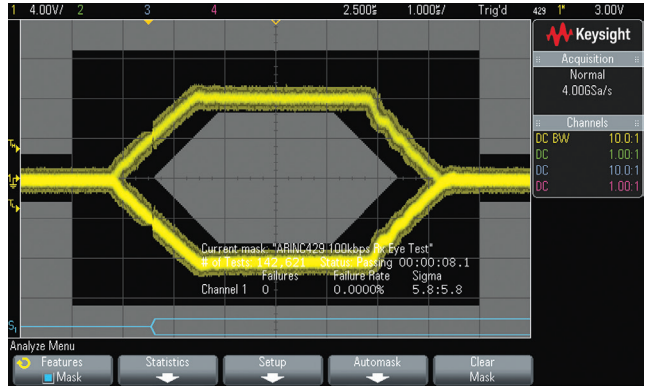 1 4.00V/ 2 3 4 2.500s 1.000s/ Trig'd 429 1" 3.00V
Keysight
Acquisition
Normal
4.00GSa/s
Channels
DC BW 10.0:1
DC 1.00:1
DC 10.0:1
DC 1.00:1
Current mask: "ARINC429 100kbps Rx Eye Test"
# of Tests: 142,621 Status: Passing 00:00:08.1
Failures Failure Rate Sigma
Channel 1 0 0.0000% 5.8:5.8
S1
Analyze Menu
Features Statistics Setup Automask Clear
Mask Mask